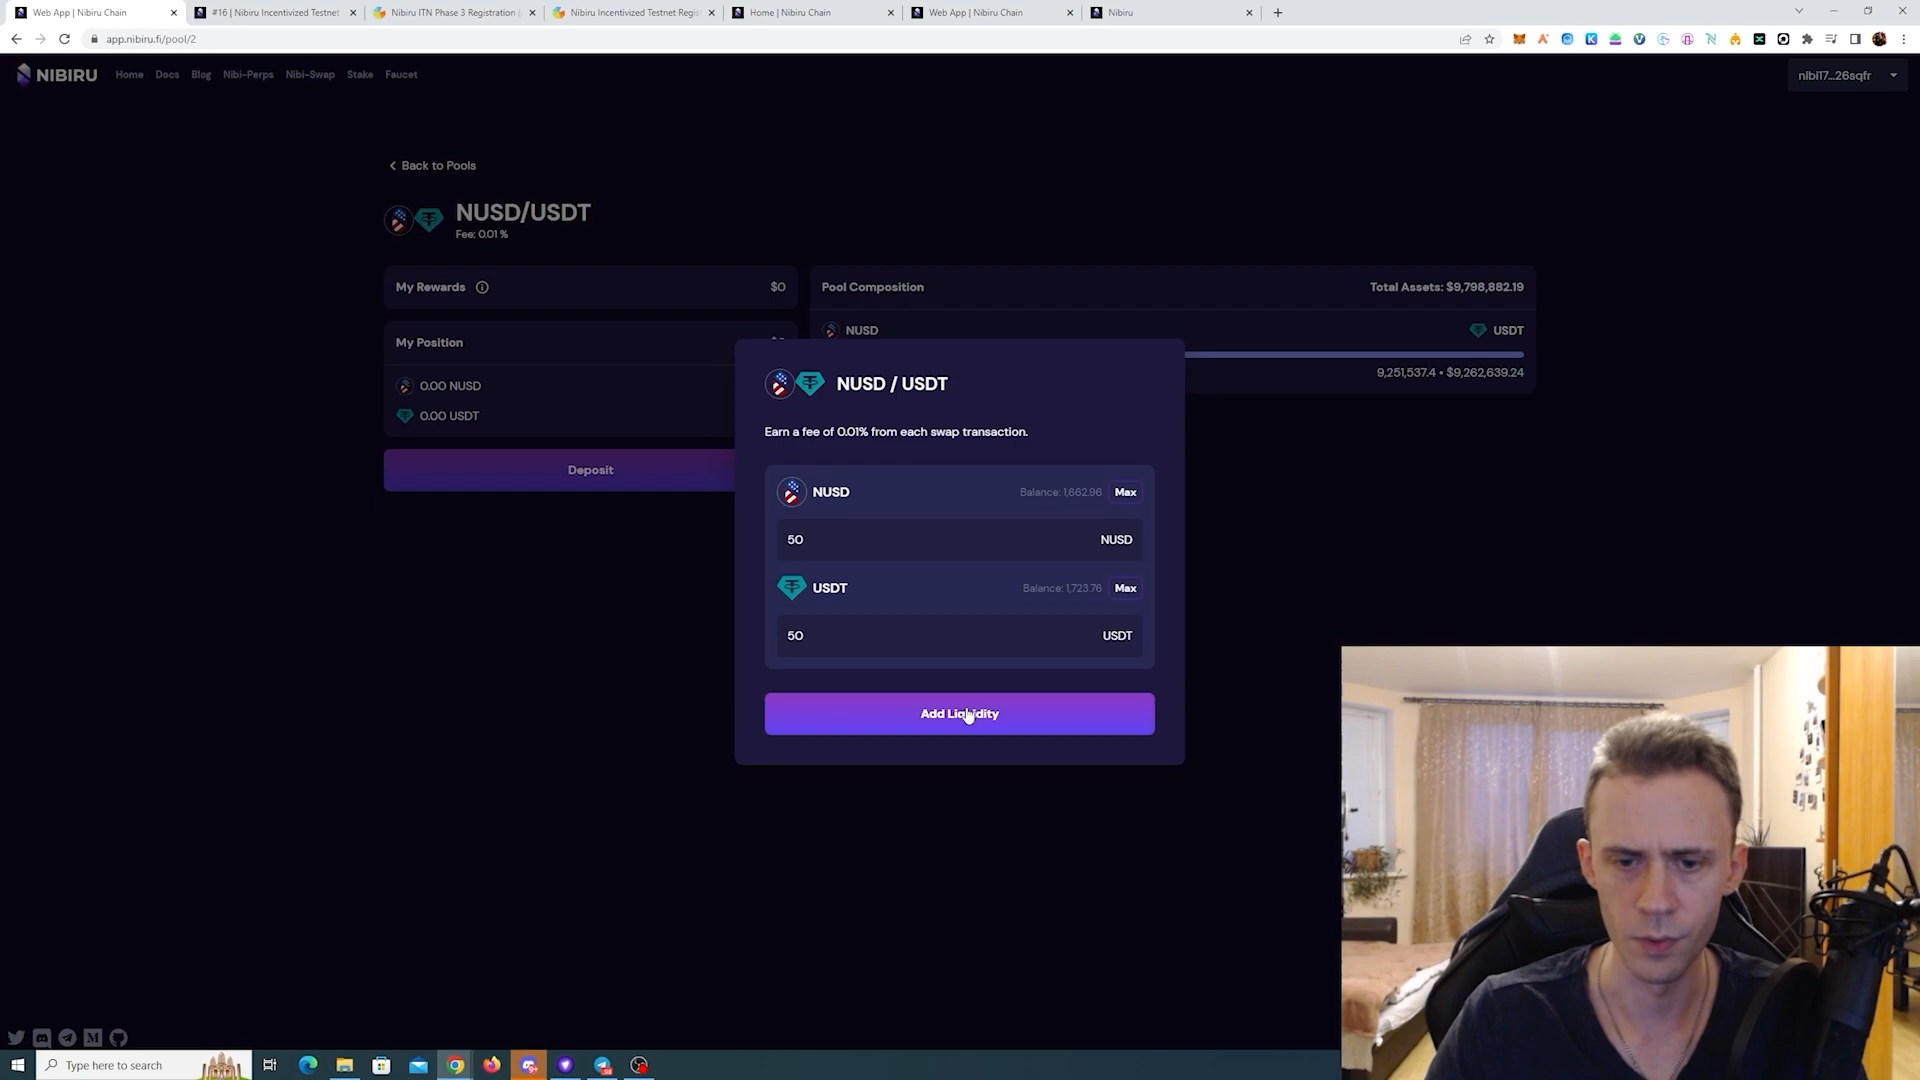 Web App | Nibiru Chain
#16 | Nibiru Incentivized Testnet
Nibiru ITN Phase 3 Registration
Nibiru Incentivized Testnet Regis
Home | Nibiru Chain
Web App | Nibiru Chain
Nibiru
app.nibiru.fi/pool/2
NIBIRU
Home
Docs
Blog
Nibi-Perps
Nibi-Swap
Stake
Faucet
nibi17...26sqfr
Back to Pools
NUSD/USDT
Fee: 0.01 %
My Rewards
$0
Pool Composition
Total Assets: $9,798,882.19
NUSD
USDT
My Position
9,251,537.4 • $9,262,639.24
0.00 NUSD
0.00 USDT
Deposit
NUSD / USDT
Earn a fee of 0.01% from each swap transaction.
NUSD
Balance: 1,662.96
Max
50
NUSD
USDT
Balance: 1,723.76
Max
50
USDT
Add Liquidity
Type here to search